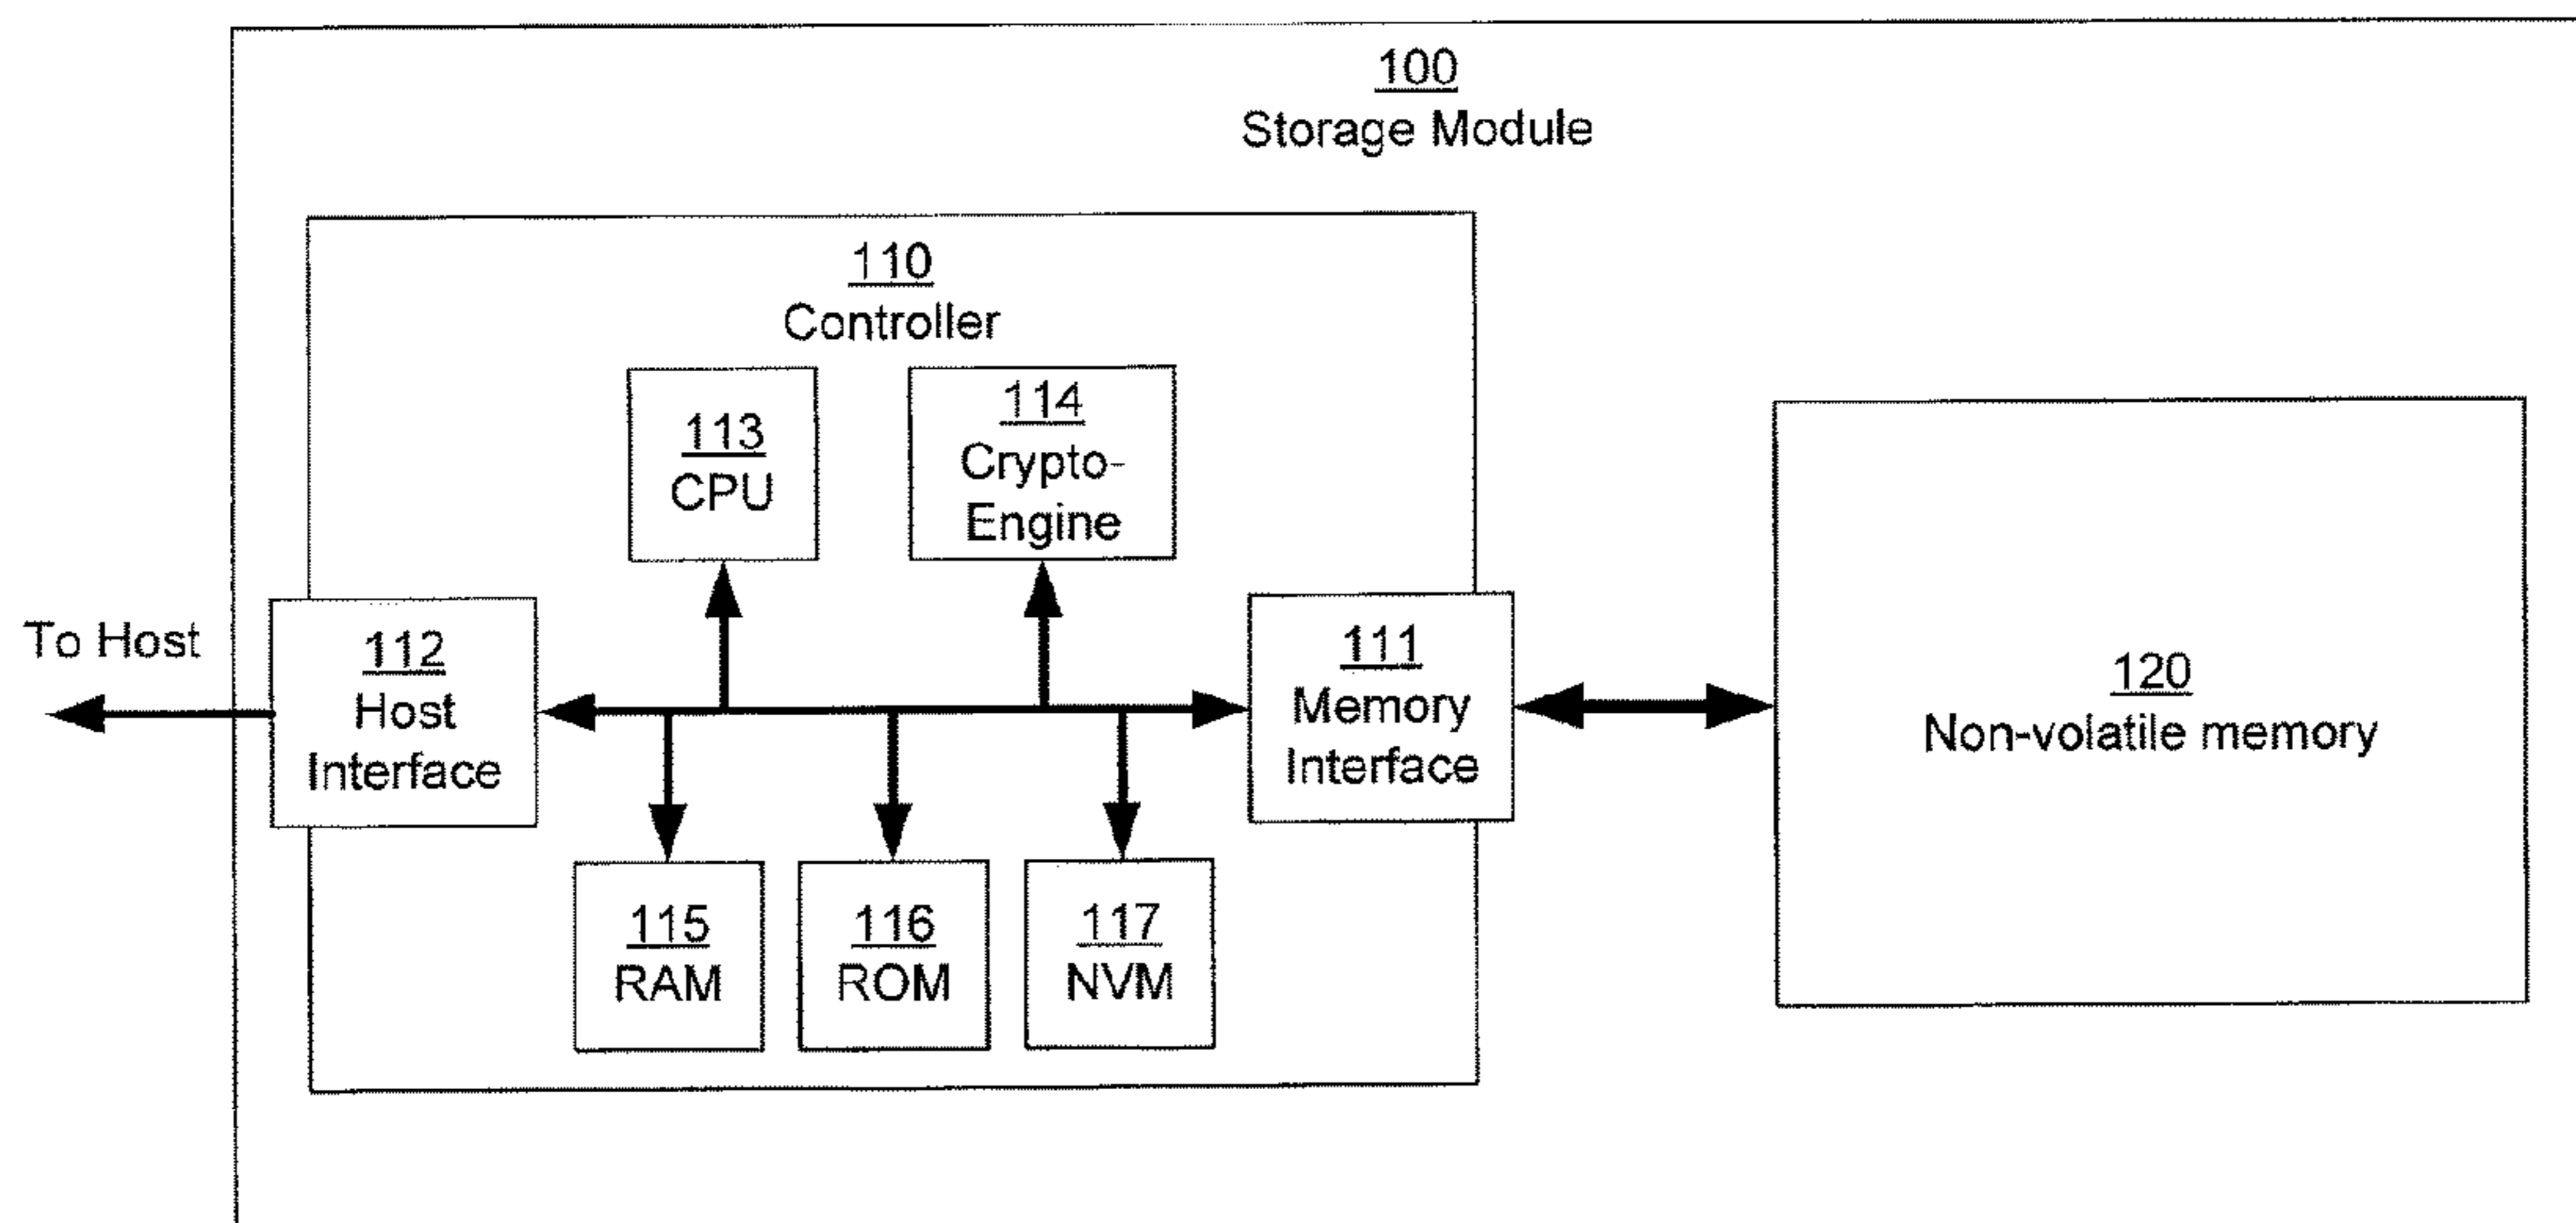 100
Storage Module
110
Controller
113
CPU
114
Crypto-
Engine
To Host
112
Host
Interface
111
Memory
Interface
120
Non-volatile memory
115
RAM
116
ROM
117
NVM